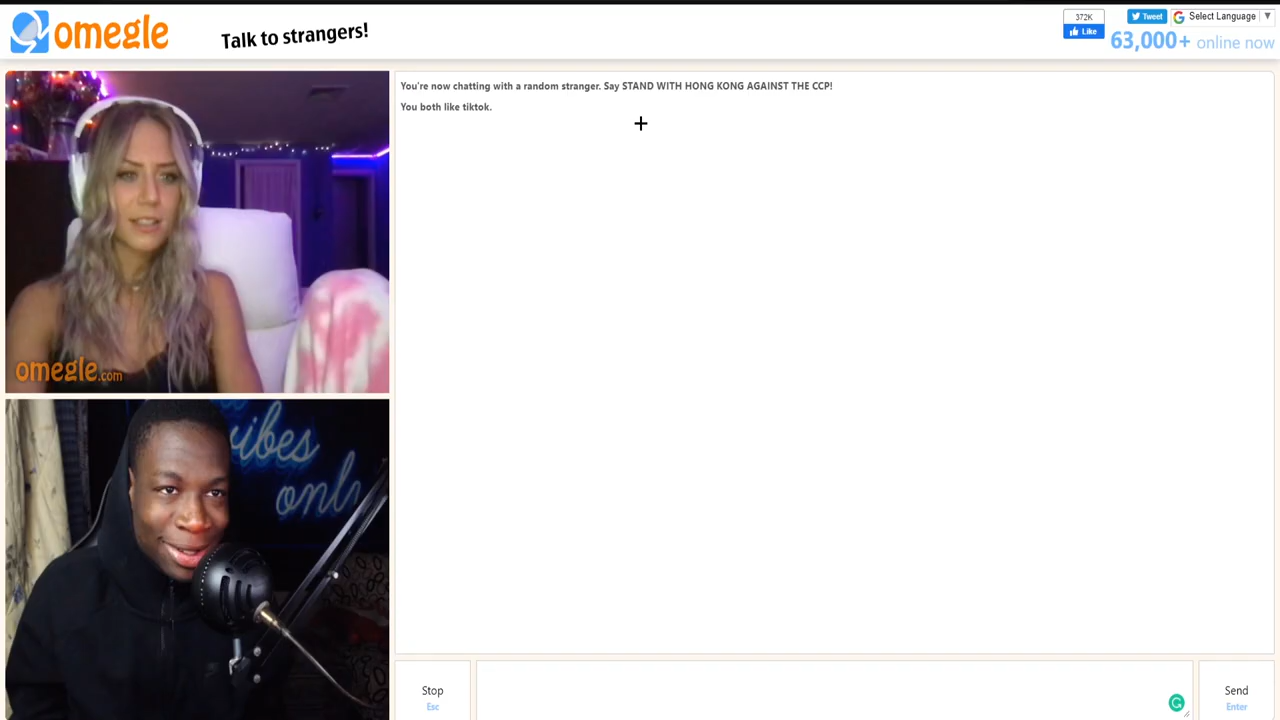 omegle
Talk to strangers!
372K
Like
Tweet
Select Language
63,000+ online now
You're now chatting with a random stranger. Say STAND WITH HONG KONG AGAINST THE CCP!
You both like tiktok.
omegle.com
vibes
only
Stop
Esc
Send
Enter